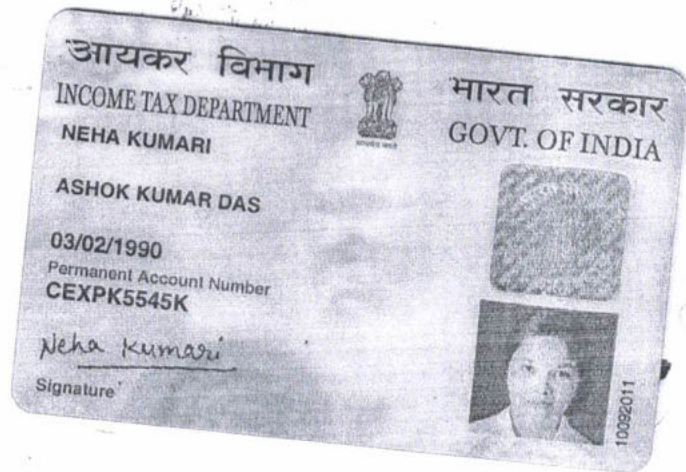 आयकर विभाग
INCOME TAX DEPARTMENT
भारत सरकार
GOVT. OF INDIA
NEHA KUMARI
ASHOK KUMAR DAS
03/02/1990
Permanent Account Number
CEXPK5545K
Neha Kumari
Signature
10092011